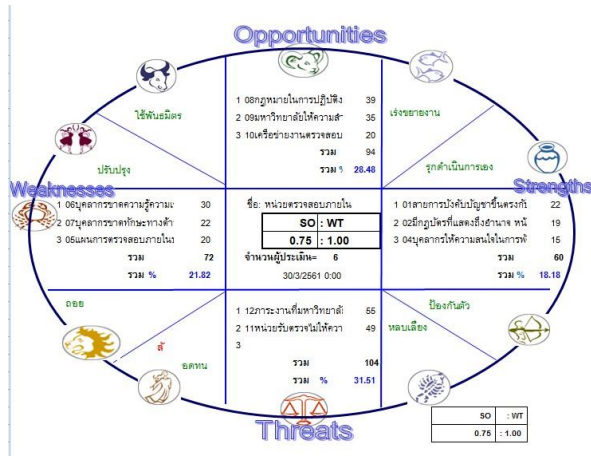 Opportunities
1 08กฎหมายในการปฏิบัติง 39
2 09มหาวิทยาลัยให้ความสำ 35
3 10เครือข่ายงานตรวจสอบ 20
รวม 94
รวม % 28.48
ใช้พันธมิตร
ปรับปรุง
เร่งขยายงาน
รุกดำเนินการเอง
Weaknesses
Strengths
1 06บุคลากรขาดความรู้ความเ 30
2 07บุคลากรขาดทักษะทางด้า 22
3 05แผนการตรวจสอบภายใน 20
รวม 72
รวม % 21.82
ชื่อ: หน่วยตรวจสอบภายใน
SO : WT
0.75 : 1.00
จำนวนผู้ประเมิน= 6
30/3/2561 0:00
1 01สายการบังคับบัญชาขึ้นตรงกับ 22
2 02มีกฎบัตรที่แสดงถึงอำนาจ หน้ 19
3 04บุคลากรให้ความสนใจในการพั 15
รวม 60
รวม % 18.18
ถอย
สู้
อดทน
1 12ภาระงานที่มหาวิทยาลั 55
2 11หน่วยรับตรวจไม่ให้ควา 49
3
รวม 104
รวม % 31.51
ป้องกันตัว
หลบเลี่ยง
Threats
SO : WT
0.75 : 1.00